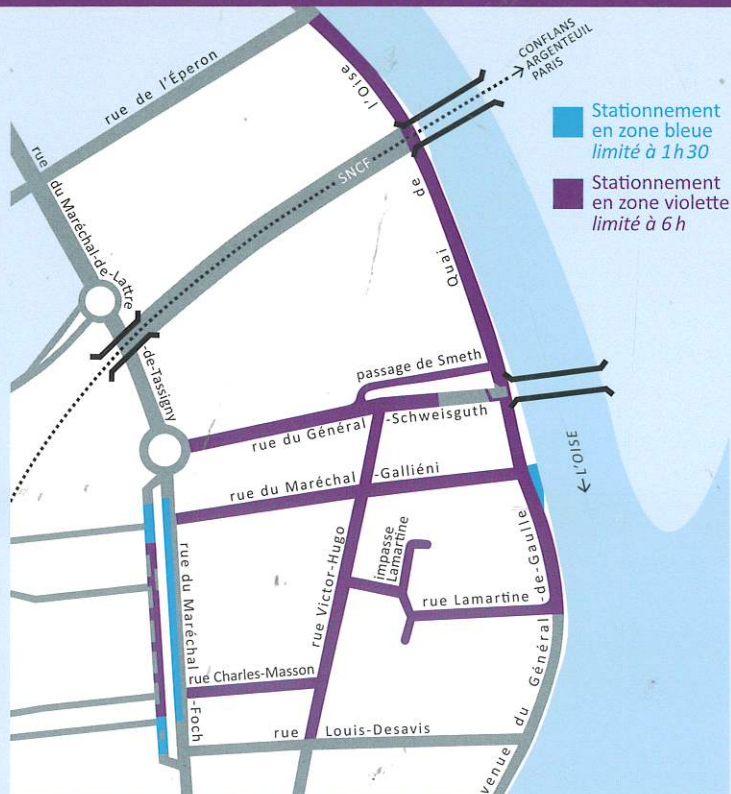 CONFLANS
ARGENTEUIL
PARIS
Stationnement
en zone bleue
limité à 1h30
Stationnement
en zone violette
limité à 6h
rue de l'Éperon
Quai de l'Oise
SNCF
rue du Maréchal-de-Lattre
-de-Tassigny
passage de Smeth
rue du Général -Schweisguth
rue du Maréchal -Galliéni
← L'OISE
rue Victor-Hugo
impasse
Lamartine
rue Lamartine
venue du Général -de-Gaulle
rue du Maréchal -Foch
rue Charles-Masson
rue Louis-Desavis